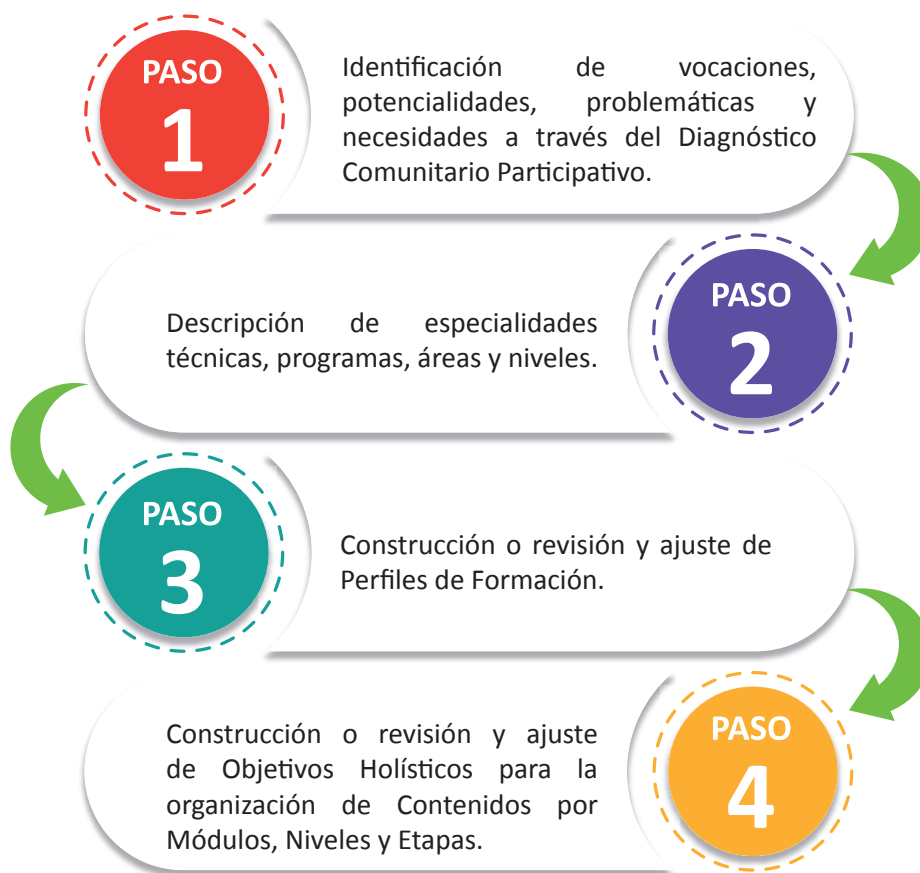 PASO
1
Identificación de vocaciones,
potencialidades, problemáticas y
necesidades a través del Diagnóstico
Comunitario Participativo.
PASO
2
Descripción de especialidades
técnicas, programas, áreas y niveles.
PASO
3
Construcción o revisión y ajuste de
Perfiles de Formación.
PASO
4
Construcción o revisión y ajuste
de Objetivos Holísticos para la
organización de Contenidos por
Módulos, Niveles y Etapas.